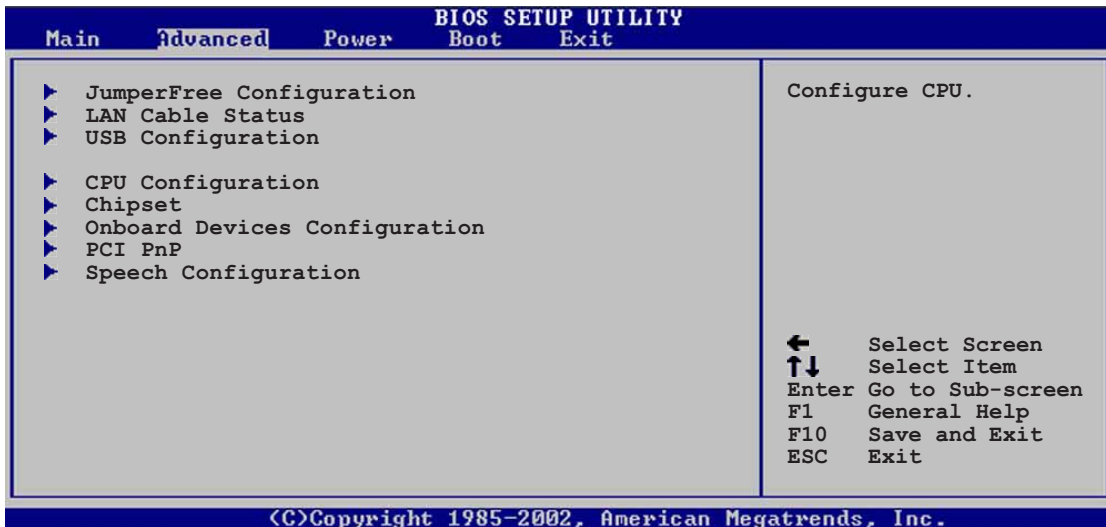 BIOS SETUP UTILITY
Main Advanced Power Boot Exit
JumperFree Configuration
LAN Cable Status
USB Configuration
CPU Configuration
Chipset
Onboard Devices Configuration
PCI PnP
Speech Configuration
Configure CPU.
← Select Screen
↑↓ Select Item
Enter Go to Sub-screen
F1 General Help
F10 Save and Exit
ESC Exit
(C)Copyright 1985-2002, American Megatrends, Inc.